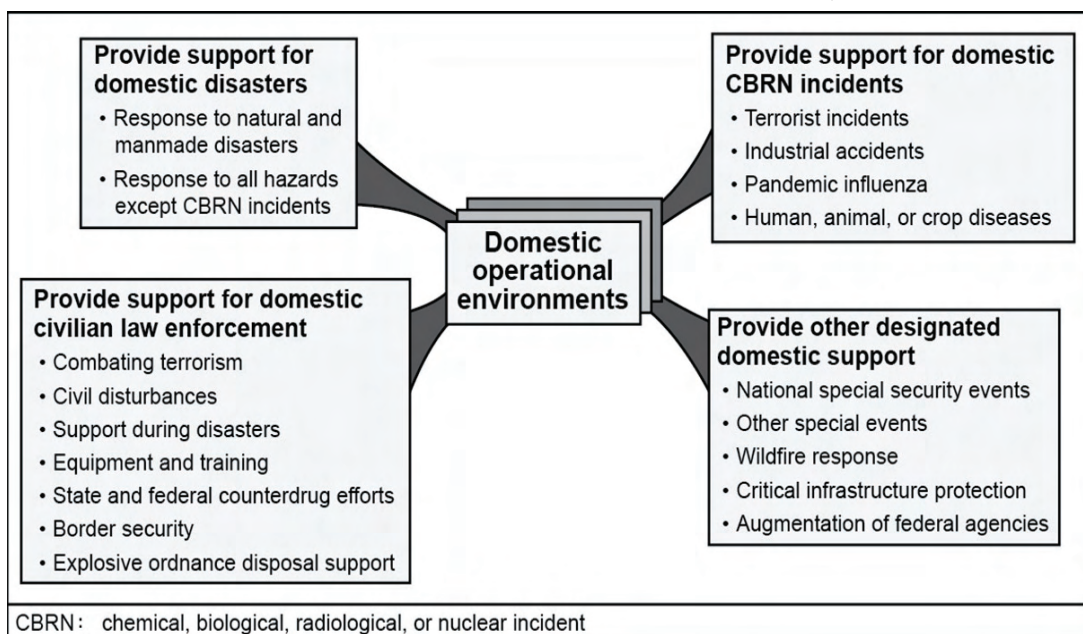 Provide support for
domestic disasters
• Response to natural and
manmade disasters
• Response to all hazards
except CBRN incidents
Provide support for domestic
CBRN incidents
• Terrorist incidents
• Industrial accidents
• Pandemic influenza
• Human, animal, or crop diseases
Domestic
operational
environments
Provide support for domestic
civilian law enforcement
• Combating terrorism
• Civil disturbances
• Support during disasters
• Equipment and training
• State and federal counterdrug efforts
• Border security
• Explosive ordnance disposal support
Provide other designated
domestic support
• National special security events
• Other special events
• Wildfire response
• Critical infrastructure protection
• Augmentation of federal agencies
CBRN: chemical, biological, radiological, or nuclear incident